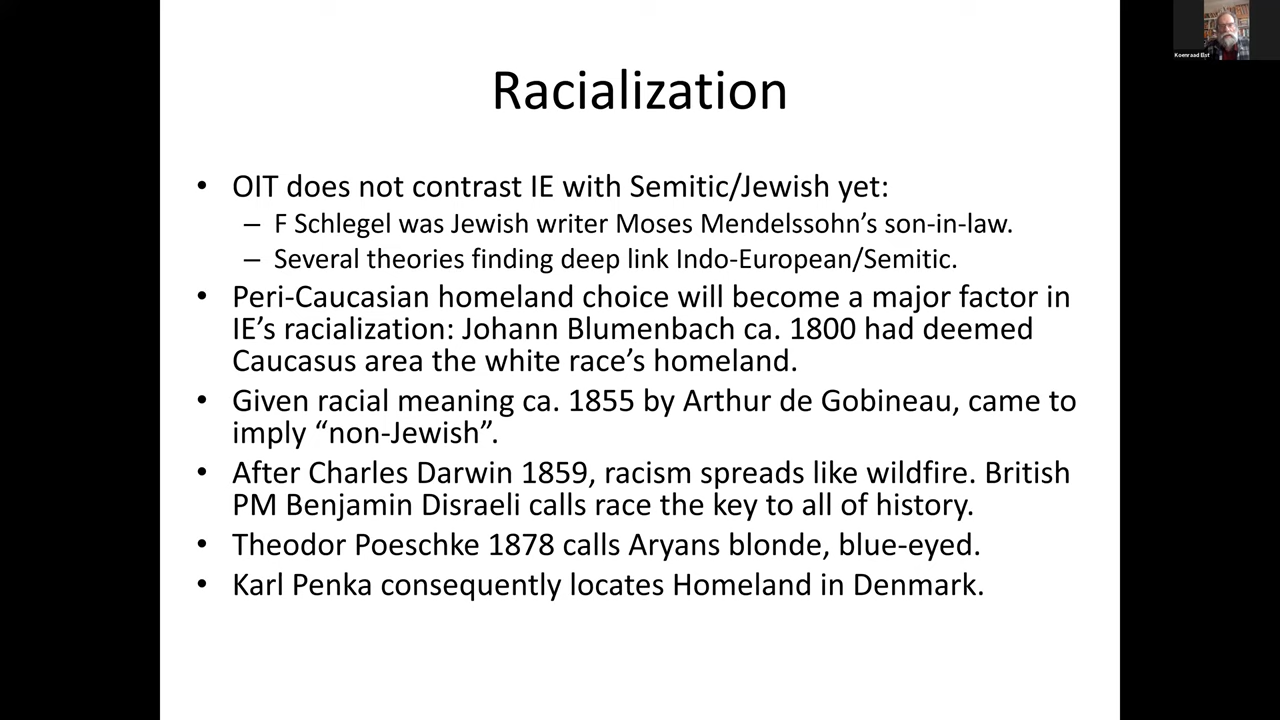 Koenraad Elst
Racialization
• OIT does not contrast IE with Semitic/Jewish yet:
– F Schlegel was Jewish writer Moses Mendelssohn’s son-in-law.
– Several theories finding deep link Indo-European/Semitic.
• Peri-Caucasian homeland choice will become a major factor in
IE’s racialization: Johann Blumenbach ca. 1800 had deemed
Caucasus area the white race’s homeland.
• Given racial meaning ca. 1855 by Arthur de Gobineau, came to
imply “non-Jewish”.
• After Charles Darwin 1859, racism spreads like wildfire. British
PM Benjamin Disraeli calls race the key to all of history.
• Theodor Poeschke 1878 calls Aryans blonde, blue-eyed.
• Karl Penka consequently locates Homeland in Denmark.